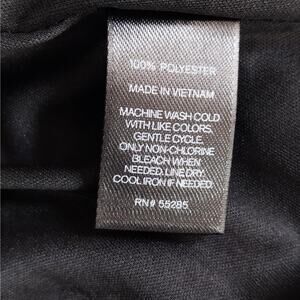 100% POLYESTER
MADE IN VIETNAM
MACHINE WASH COLD
WITH LIKE COLORS,
GENTLE CYCLE.
ONLY NON-CHLORINE
BLEACH WHEN
NEEDED. LINE DRY.
COOL IRON IF NEEDED.
RN# 55285